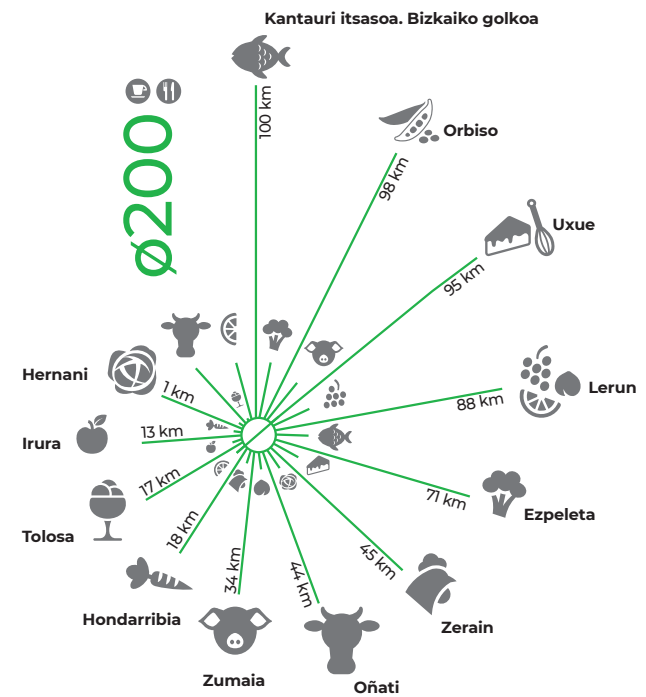 Kantauri itsasoa. Bizkaiko golkoa
100 km
ø200
Orbiso
98 km
Uxue
95 km
Lerun
88 km
Ezpeleta
71 km
Zerain
45 km
Oñati
44 km
Zumaia
34 km
Hondarribia
18 km
Tolosa
17 km
Irura
13 km
Hernani
1 km